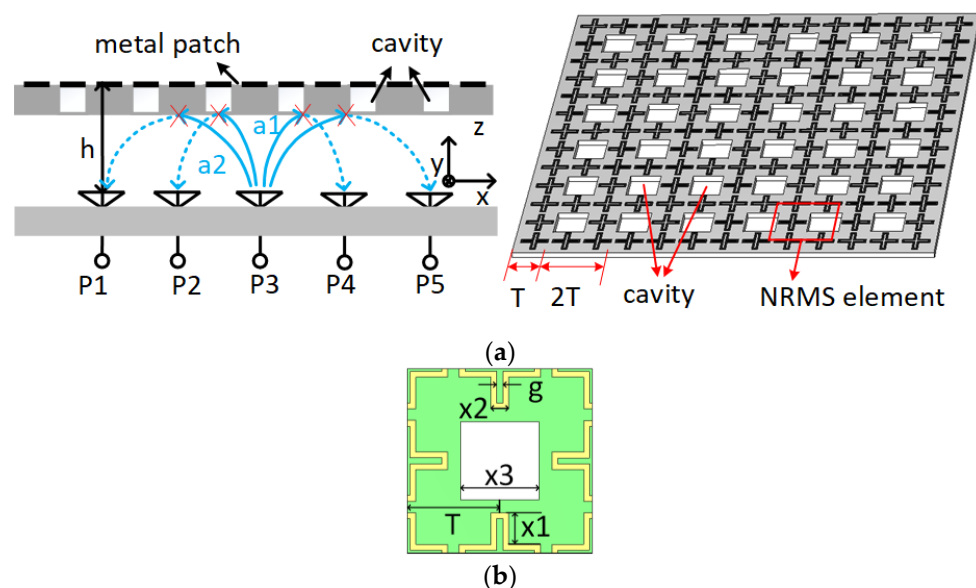 metal patch
cavity
h
a1
a2
z
y
x
P1 P2 P3 P4 P5
T
2T
cavity
NRMS element
(a)
g
x2
x3
T
x1
(b)